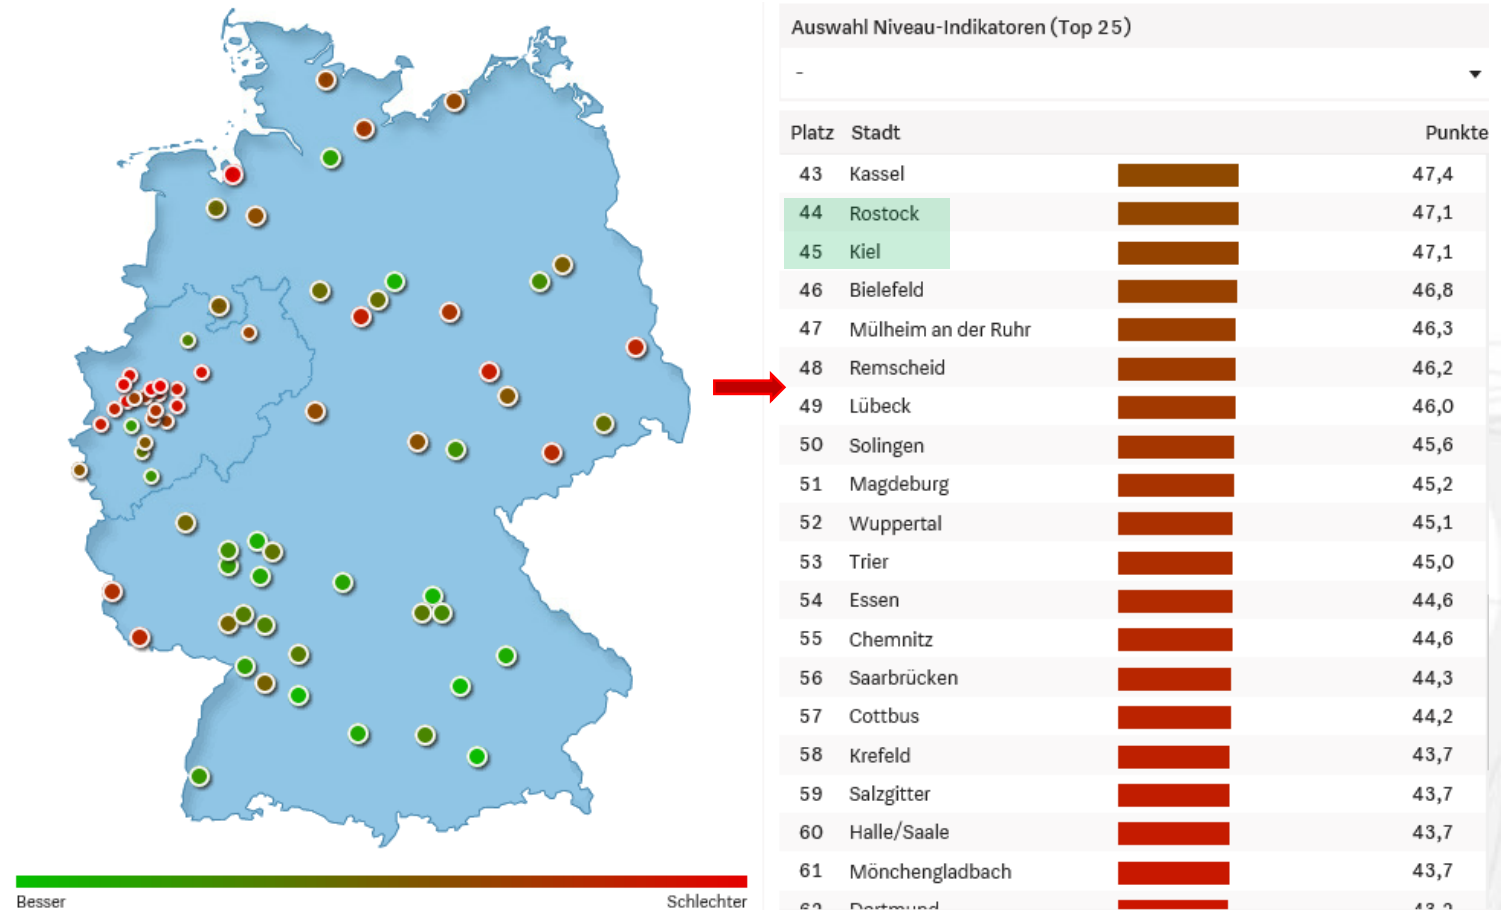 Auswahl Niveau-Indikatoren (Top 25)
-
Platz Stadt Punkte
43 Kassel 47,4
44 Rostock 47,1
45 Kiel 47,1
46 Bielefeld 46,8
47 Mülheim an der Ruhr 46,3
48 Remscheid 46,2
49 Lübeck 46,0
50 Solingen 45,6
51 Magdeburg 45,2
52 Wuppertal 45,1
53 Trier 45,0
54 Essen 44,6
55 Chemnitz 44,6
56 Saarbrücken 44,3
57 Cottbus 44,2
58 Krefeld 43,7
59 Salzgitter 43,7
60 Halle/Saale 43,7
61 Mönchengladbach 43,7
62 Dortmund 43,2
Besser Schlechter